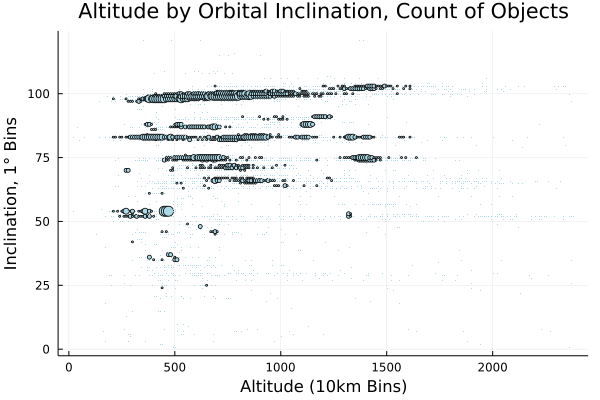 Altitude by Orbital Inclination, Count of Objects
Inclination, 1° Bins
100
75
50
25
0
0 500 1000 1500 2000
Altitude (10km Bins)